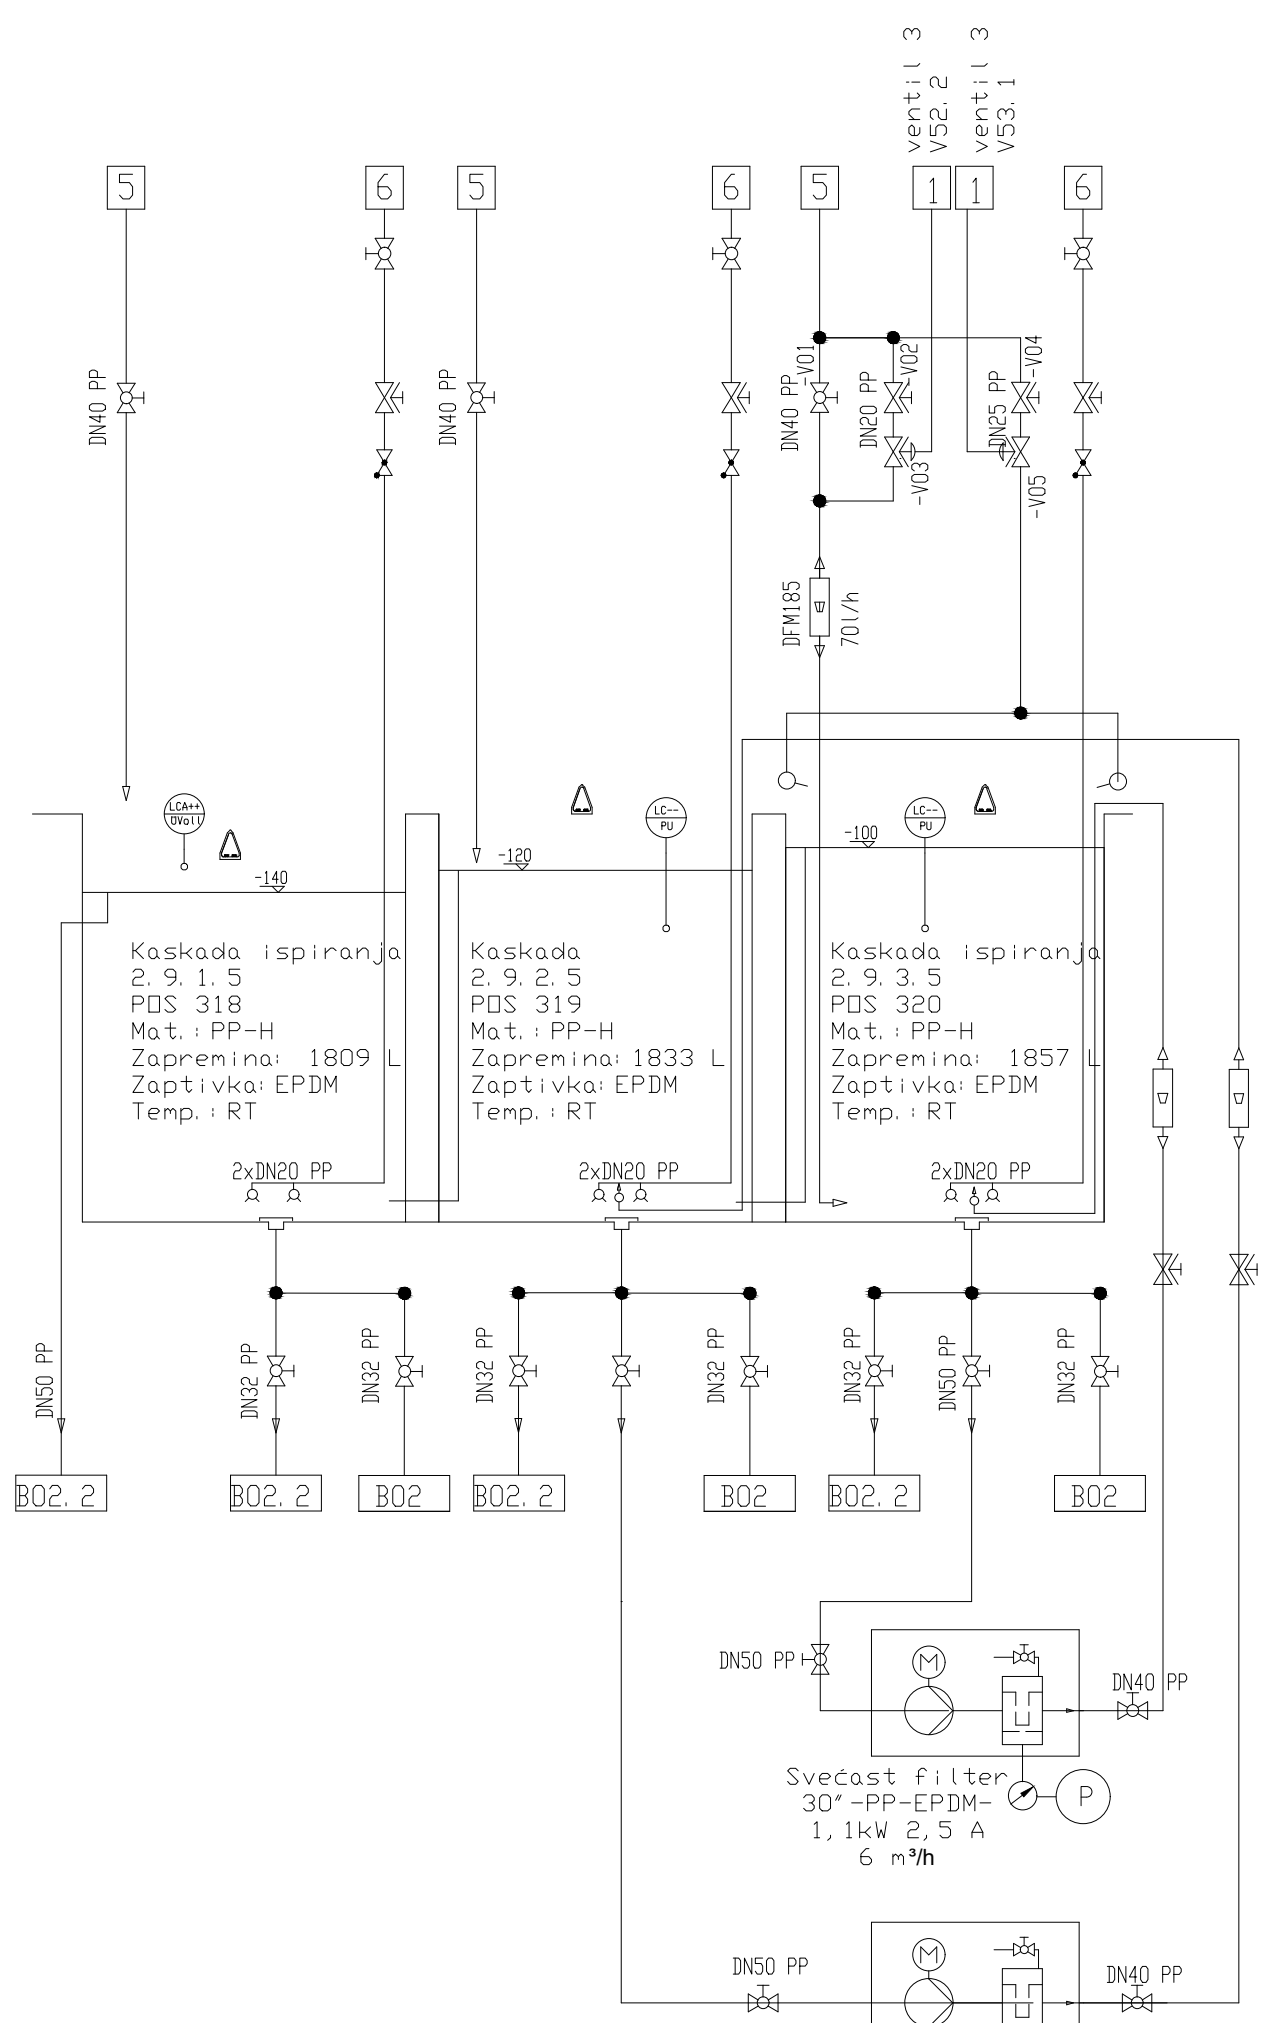 ventil 3
V52.2
ventil 3
V53.1
5
6
5
6
5
1
1
6
DN40 PP
DN40 PP
DN40 PP
-V01
DN20 PP
-V02
-V03
DN25 PP
-V04
-V05
DFM185
70l/h
LCA++
ÜVoll
LC--
PU
LC--
PU
-140
-120
-100
Kaskada ispiranja
2.9.1.5
POS 318
Mat.: PP-H
Zapremina: 1809 L
Zaptivka: EPDM
Temp.: RT
Kaskada
2.9.2.5
POS 319
Mat.: PP-H
Zapremina: 1833 L
Zaptivka: EPDM
Temp.: RT
Kaskada ispiranja
2.9.3.5
POS 320
Mat.: PP-H
Zapremina: 1857 L
Zaptivka: EPDM
Temp.: RT
2xDN20 PP
2xDN20 PP
2xDN20 PP
DN50 PP
DN32 PP
DN32 PP
DN32 PP
DN32 PP
DN32 PP
DN50 PP
DN32 PP
B02.2
B02.2
B02
B02.2
B02
B02.2
B02
DN50 PP
M
DN40 PP
Svećast filter
30"-PP-EPDM-
1,1kW 2,5 A
6 m³/h
P
DN50 PP
M
DN40 PP